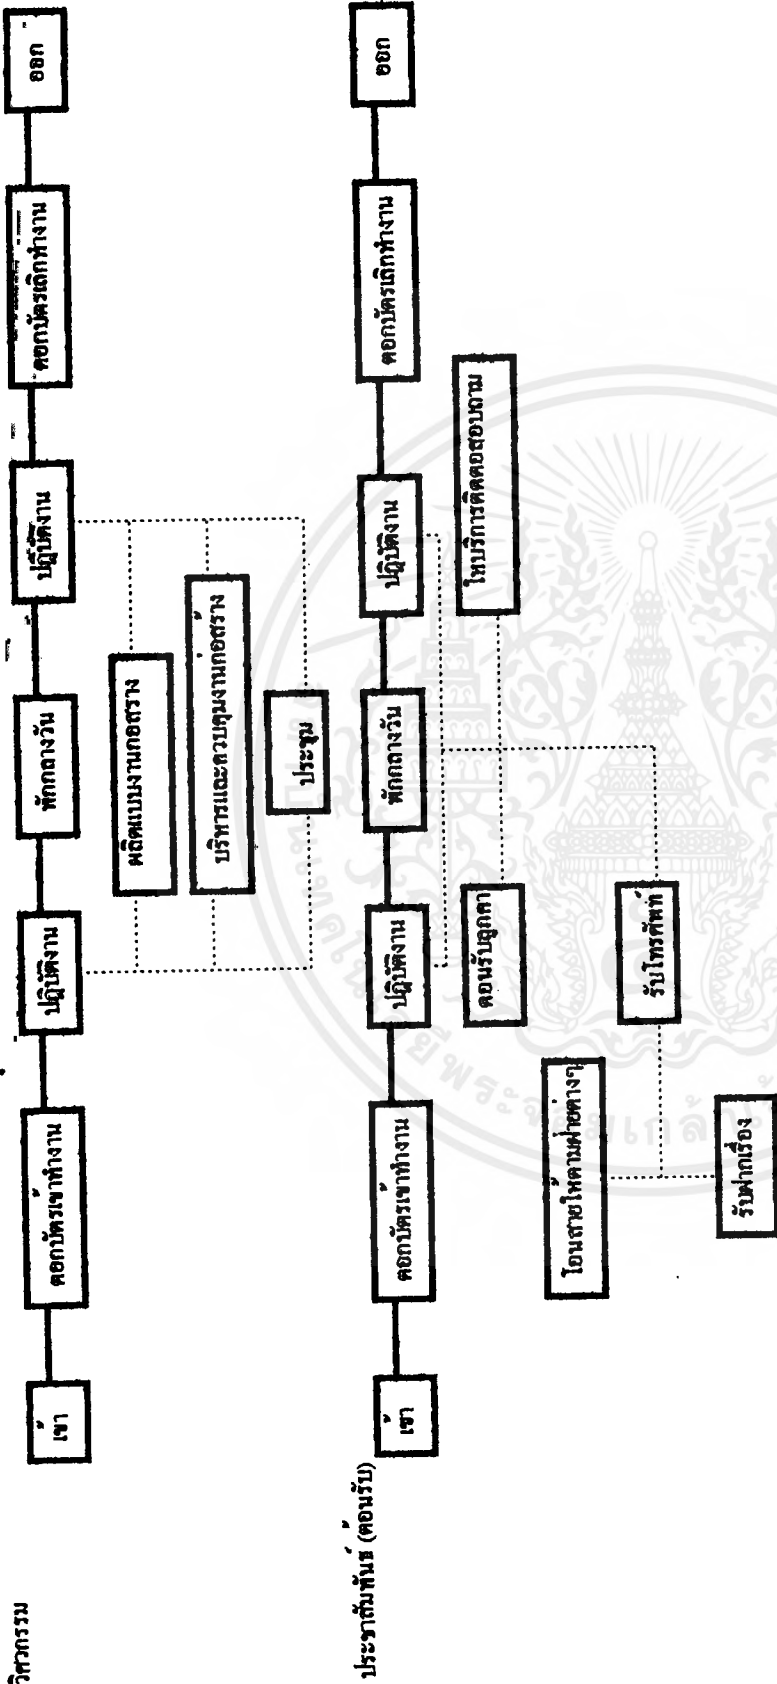 วิศวกรรม
เข้า
ตอกบัตรเข้าทำงาน
ปฏิบัติงาน
พักกลางวัน
ปฏิบัติงาน
ตอกบัตรเลิกทำงาน
ออก
ผลิตแบบงานก่อสร้าง
บริหารและควบคุมงานก่อสร้าง
ประชุม
ประชาสัมพันธ์ (ต้อนรับ)
เข้า
ตอกบัตรเข้าทำงาน
ปฏิบัติงาน
พักกลางวัน
ปฏิบัติงาน
ตอกบัตรเลิกทำงาน
ออก
ต้อนรับลูกค้า
ให้บริการติดต่อสอบถาม
รับโทรศัพท์
โอนสายให้ตามฝ่ายต่างๆ
รับฝากเรื่อง